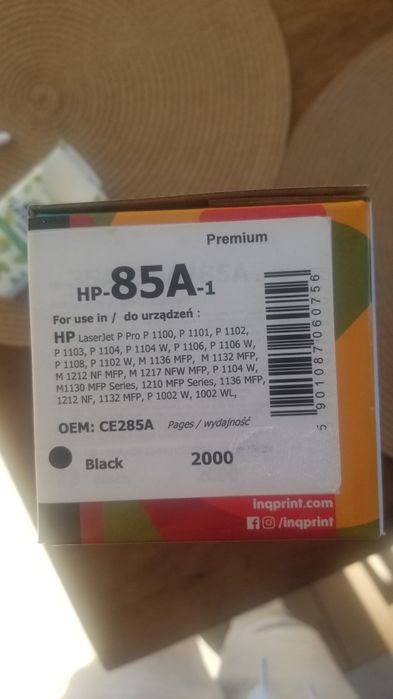 Premium
HP-85A-1
For use in / do urządzeń :
HP LaserJet P Pro P 1100, P 1101, P 1102,
P 1103, P 1104, P 1104 W, P 1106, P 1106 W,
P 1108, P 1102 W, M 1136 MFP, M 1132 MFP,
M 1212 NF MFP, M 1217 NFW MFP, P 1104 W,
M1130 MFP Series, 1210 MFP Series, 1136 MFP,
1212 NF, 1132 MFP, P 1002 W, 1002 WL,
OEM: CE285A Pages / wydajność
Black 2000
5 901087 060756
inqprint.com
/inqprint